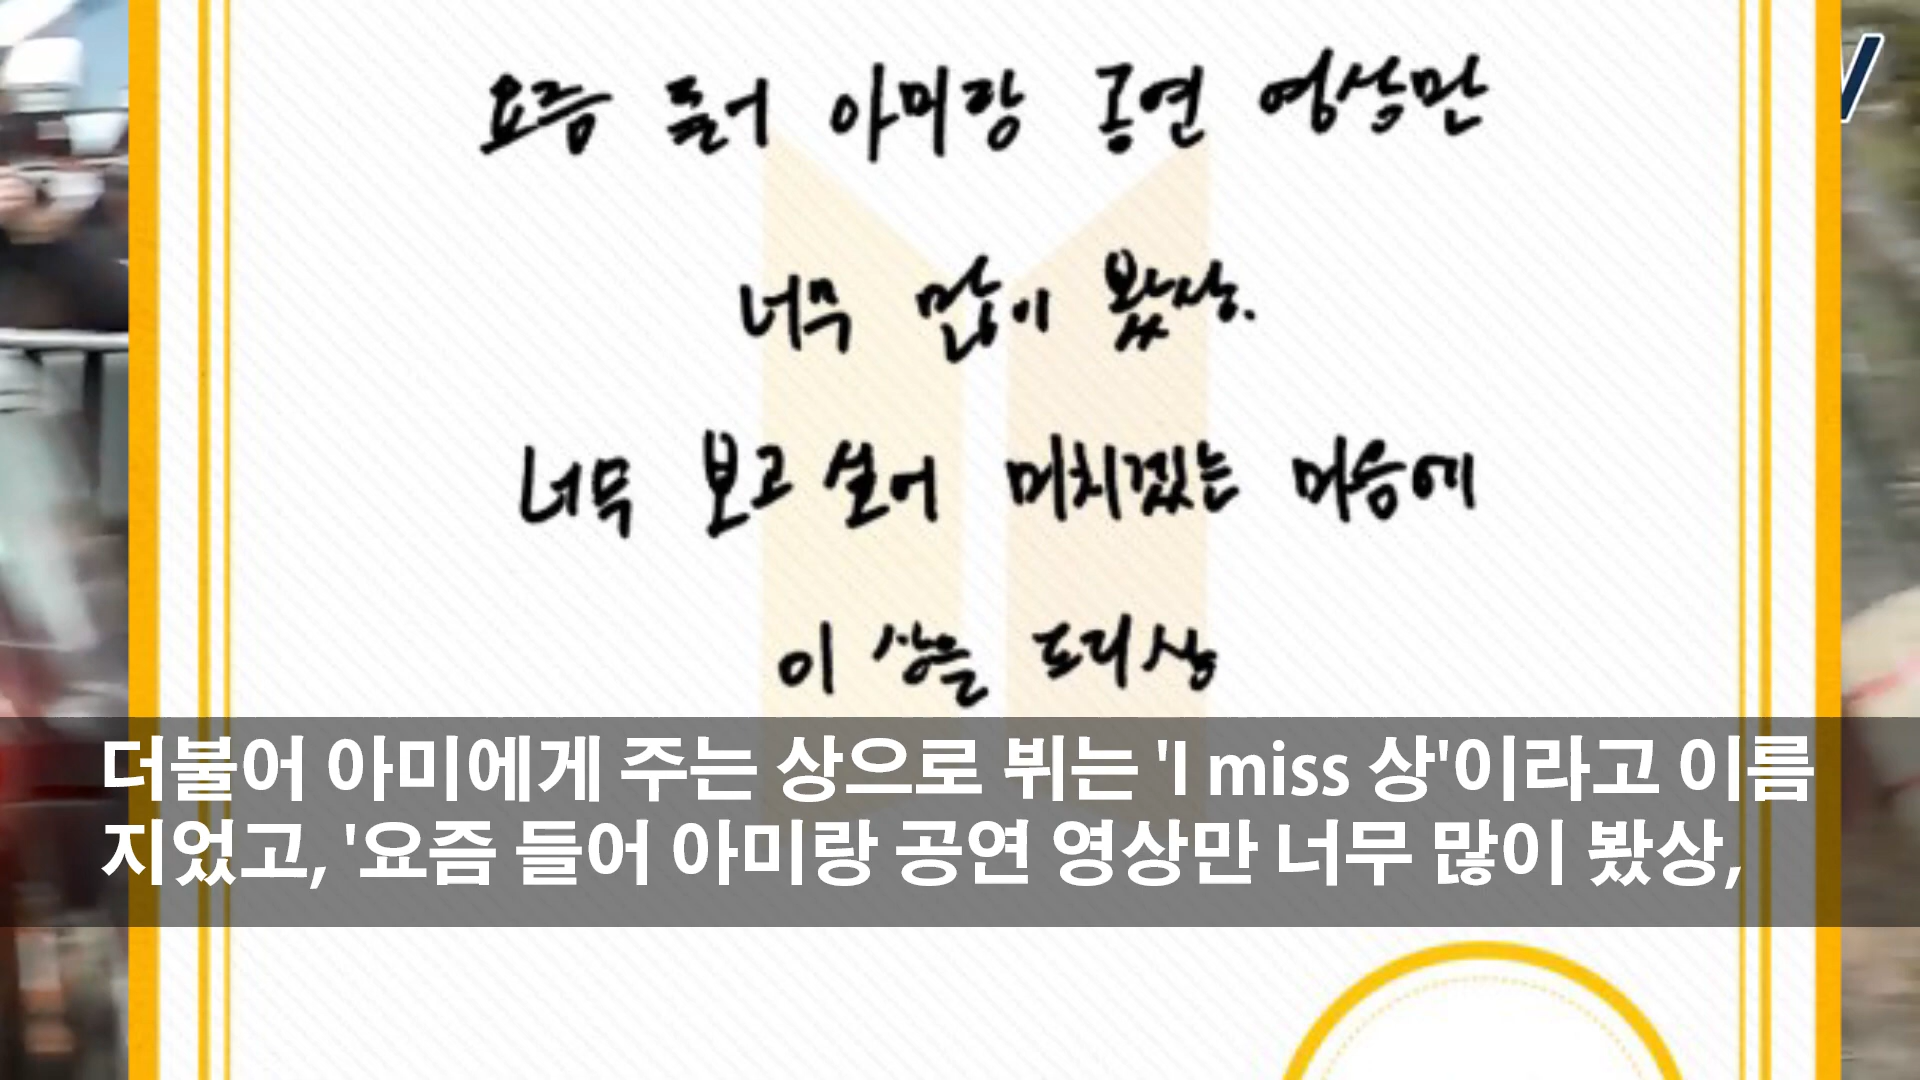 요즘 들어 아미랑 공연 영상만
너무 많이 봤상.
너무 보고 싶어 미치겠는 마음에
이 상을 드리상
더불어 아미에게 주는 상으로 뷔는 'I miss 상'이라고 이름
지었고, '요즘 들어 아미랑 공연 영상만 너무 많이 봤상,